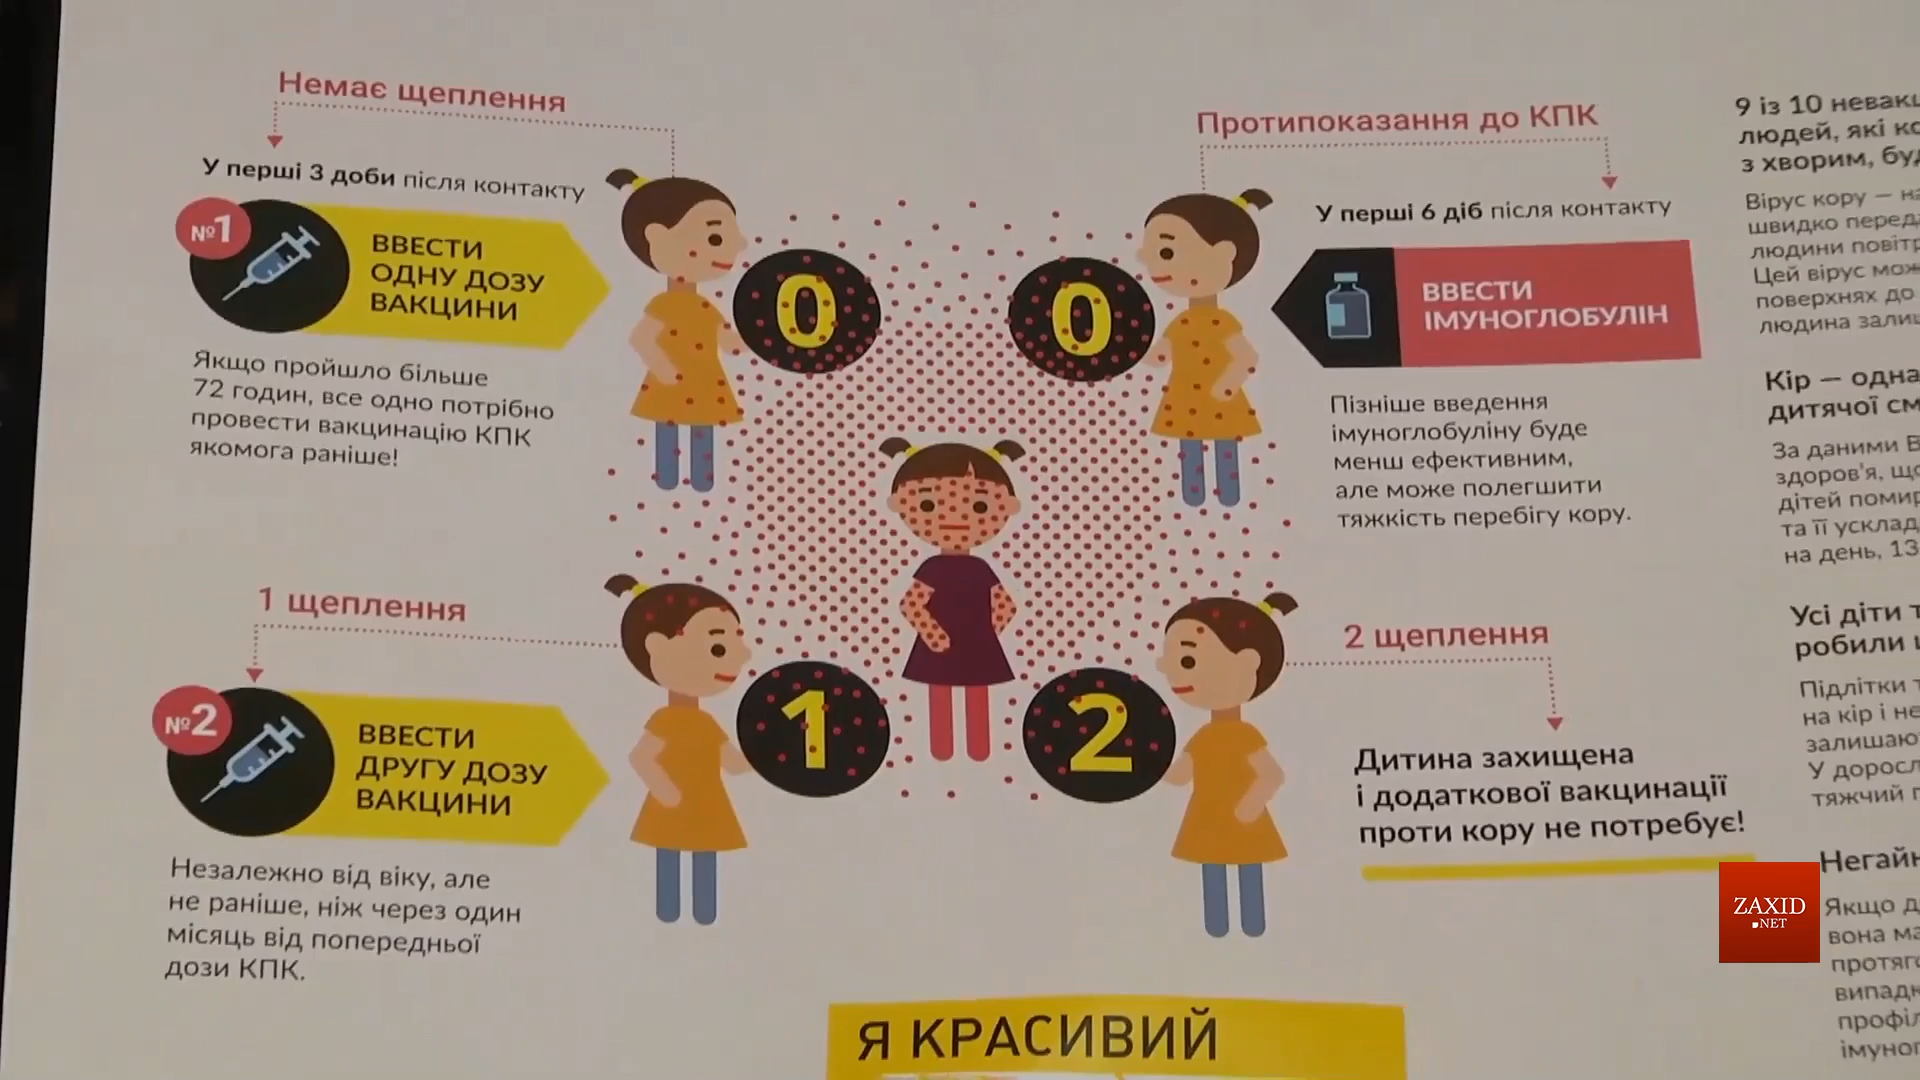 Немає щеплення
У перші 3 доби після контакту
№1
ВВЕСТИ
ОДНУ ДОЗУ
ВАКЦИНИ
Якщо пройшло більше
72 годин, все одно потрібно
провести вакцинацію КПК
якомога раніше!
0
Протипоказання до КПК
У перші 6 діб після контакту
0
ВВЕСТИ
ІМУНОГЛОБУЛІН
Пізніше введення
імуноглобуліну буде
менш ефективним,
але може полегшити
тяжкість перебігу кору.
1 щеплення
№2
ВВЕСТИ
ДРУГУ ДОЗУ
ВАКЦИНИ
Незалежно від віку, але
не раніше, ніж через один
місяць від попередньої
дози КПК.
1
2 щеплення
2
Дитина захищена
і додаткової вакцинації
проти кору не потребує!
Я КРАСИВИЙ
9 із 10
людей, які
з хворим,
Вірус кору —
швидко
людини
Цей вірус
поверхнях до
людина
Кір — одна
дитячої
За даними
здоров'я,
дітей
та її
на день,
Усі діти
робили
Підлітки
на кір і не
У
тяжчий
Якщо
вона
ZAXID
.NET